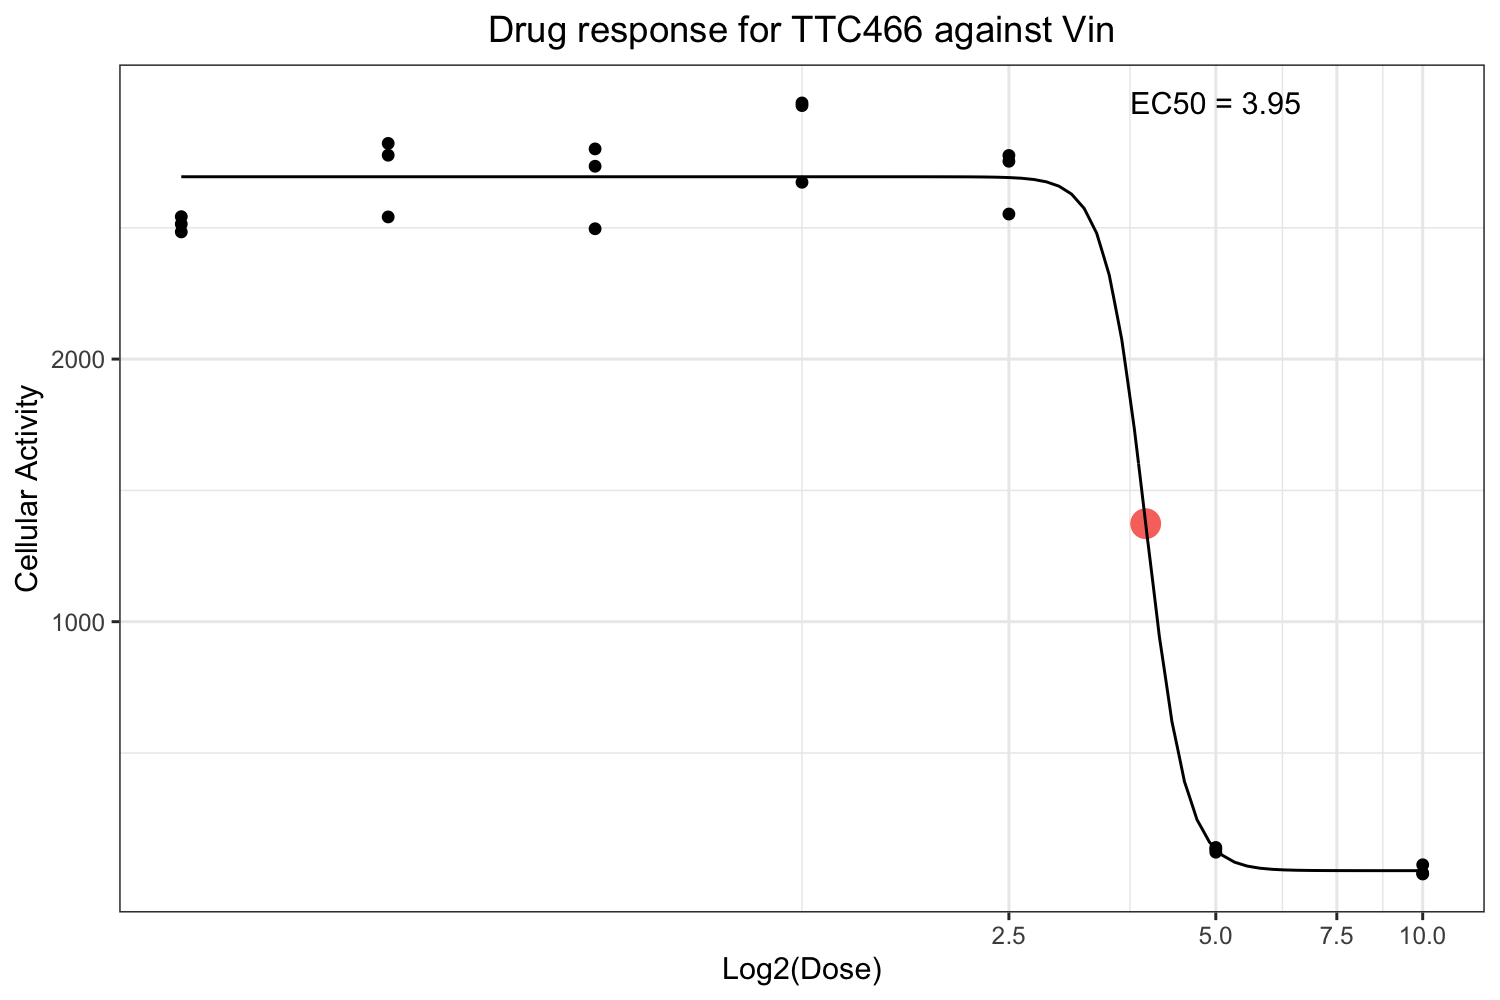 Drug response for TTC466 against Vin
EC50 = 3.95
2000
1000
Cellular Activity
2.5 5.0 7.5 10.0
Log2(Dose)